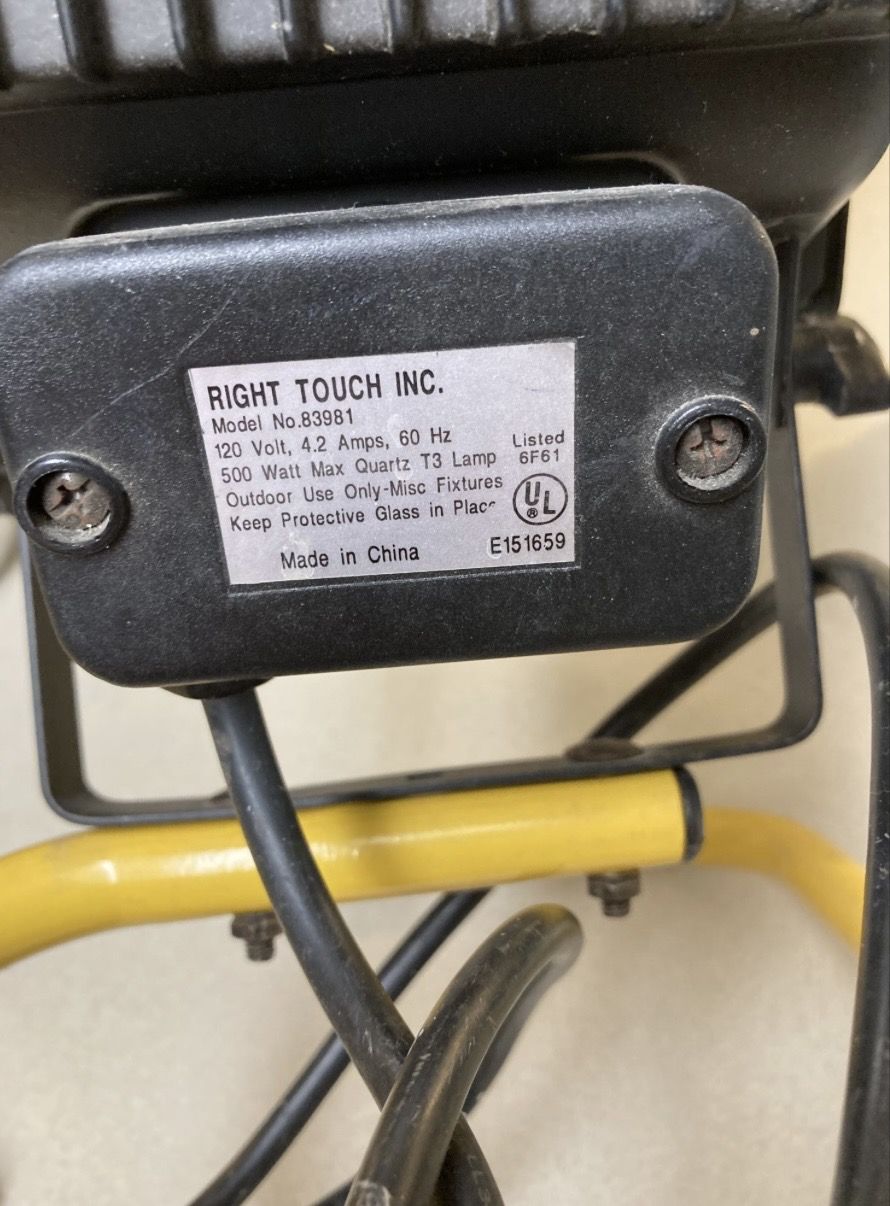 RIGHT TOUCH INC.
Model No.83981
120 Volt, 4.2 Amps, 60 Hz
500 Watt Max Quartz T3 Lamp
Outdoor Use Only-Misc Fixtures
Keep Protective Glass in Place
Made in China
Listed
6F61
UL
®
E151659